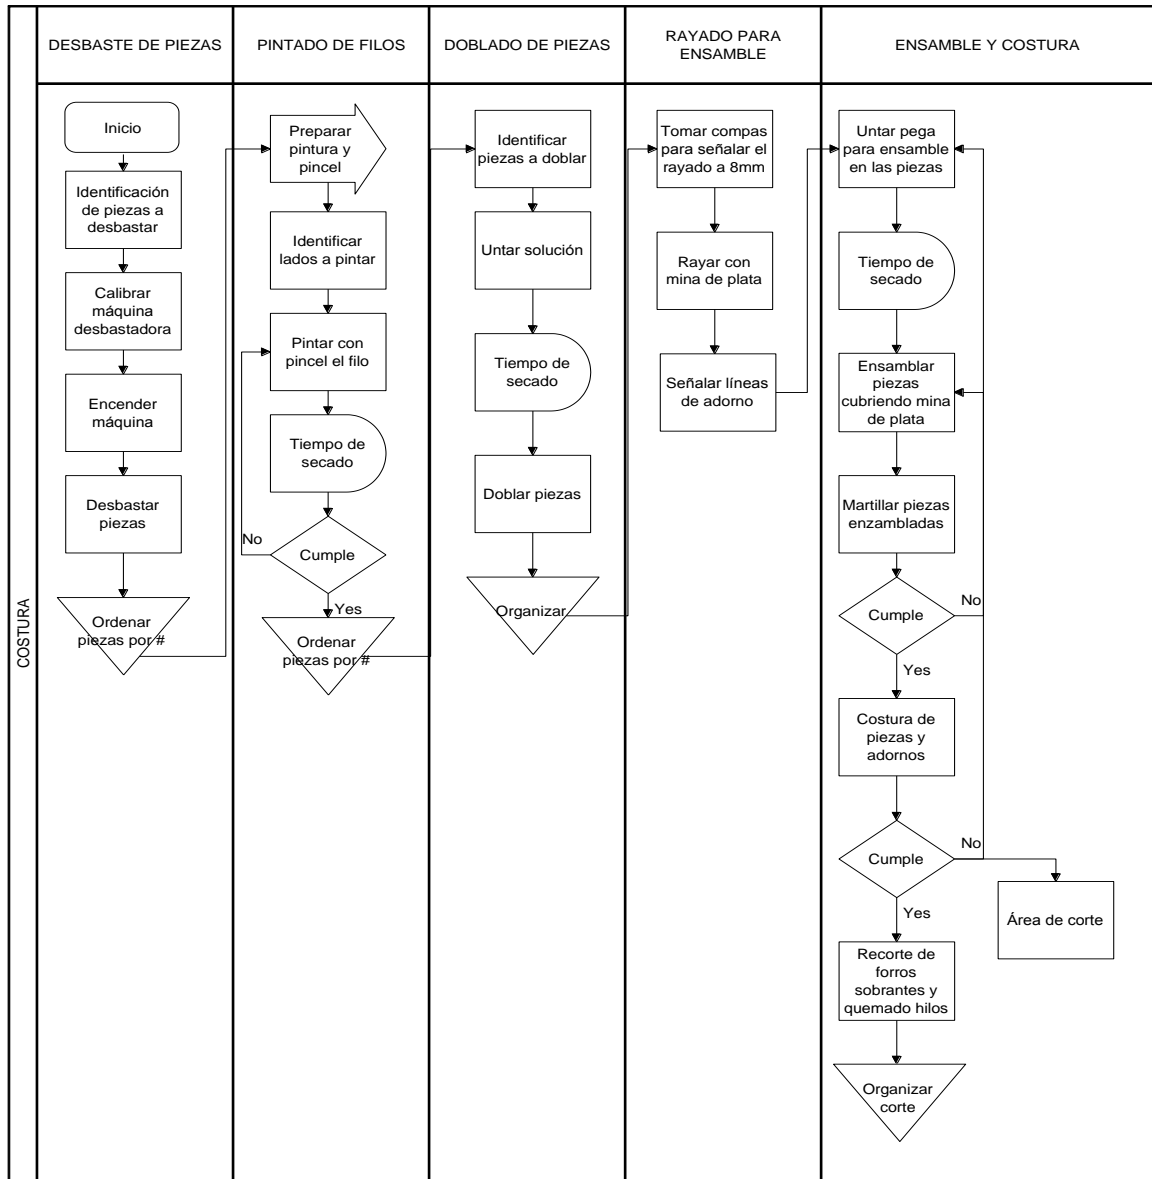 DESBASTE DE PIEZAS
PINTADO DE FILOS
DOBLADO DE PIEZAS
RAYADO PARA
ENSAMBLE
ENSAMBLE Y COSTURA
COSTURA
Inicio
Identificación
de piezas a
desbastar
Calibrar
máquina
desbastadora
Encender
máquina
Desbastar
piezas
Ordenar
piezas por #
Preparar
pintura y
pincel
Identificar
lados a pintar
Pintar con
pincel el filo
Tiempo de
secado
No
Cumple
Yes
Ordenar
piezas por #
Identificar
piezas a doblar
Untar solución
Tiempo de
secado
Doblar piezas
Organizar
Tomar compas
para señalar el
rayado a 8mm
Rayar con
mina de plata
Señalar líneas
de adorno
Untar pega
para ensamble
en las piezas
Tiempo de
secado
Ensamblar
piezas
cubriendo mina
de plata
Martillar piezas
enzambladas
Cumple
No
Yes
Costura de
piezas y
adornos
Cumple
No
Yes
Área de corte
Recorte de
forros
sobrantes y
quemado hilos
Organizar
corte